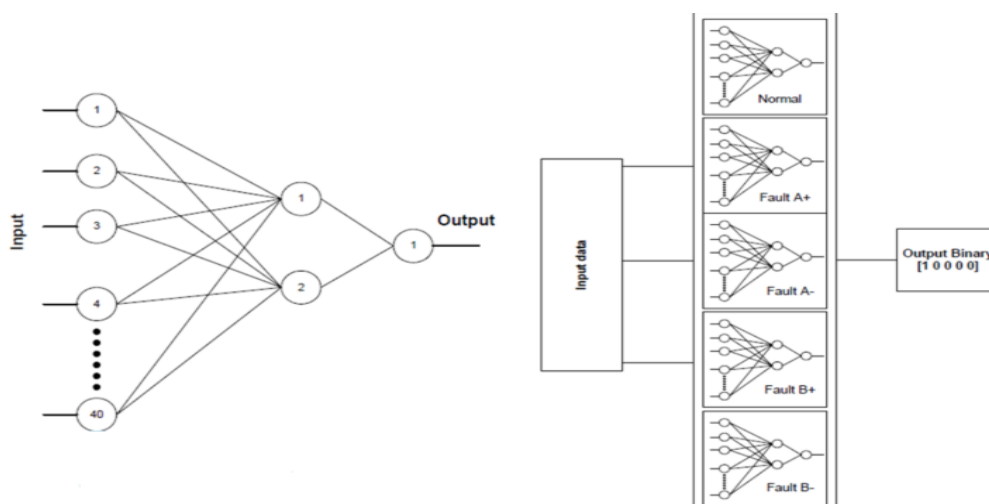 Input
1
2
3
4
40
1
2
1
Output
Input data
Normal
Fault A+
Fault A-
Fault B+
Fault B-
Output Binary
[1 0 0 0 0]